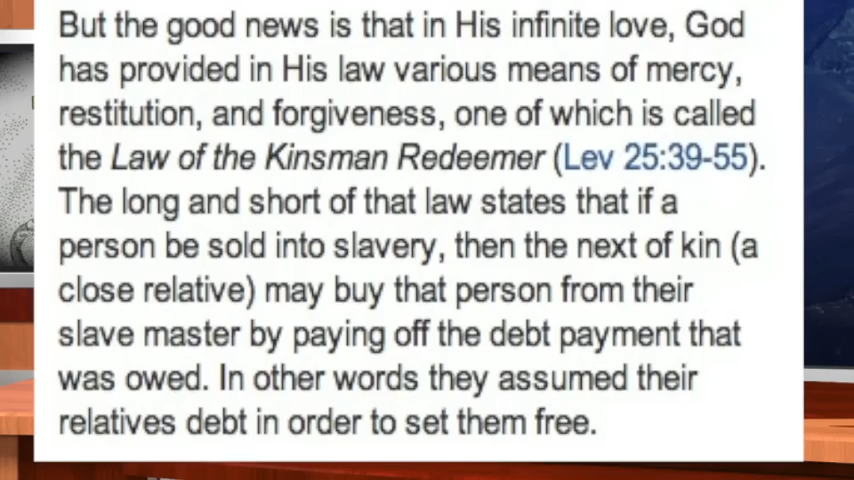 But the good news is that in His infinite love, God
has provided in His law various means of mercy,
restitution, and forgiveness, one of which is called
the Law of the Kinsman Redeemer (Lev 25:39-55).
The long and short of that law states that if a
person be sold into slavery, then the next of kin (a
close relative) may buy that person from their
slave master by paying off the debt payment that
was owed. In other words they assumed their
relatives debt in order to set them free.